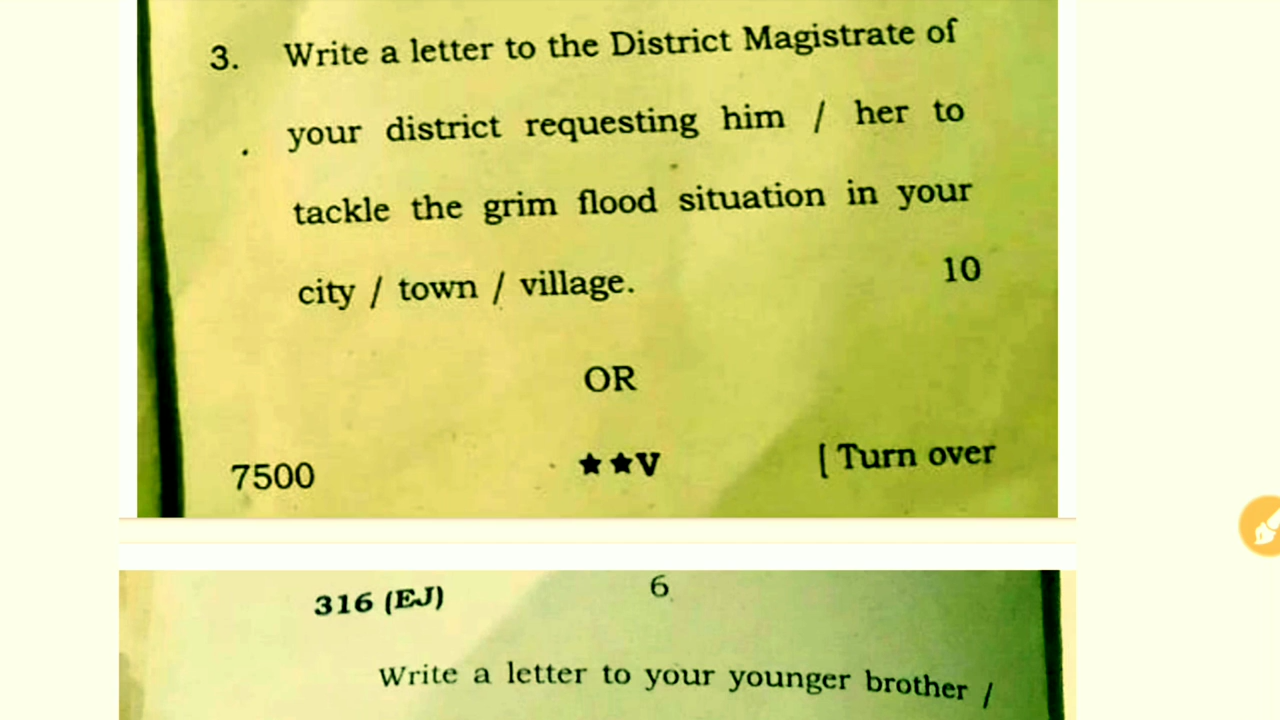 3. Write a letter to the District Magistrate of
your district requesting him / her to
tackle the grim flood situation in your
city / town / village. 10
OR
7500 ★★V [ Turn over
316 (EJ) 6
Write a letter to your younger brother /